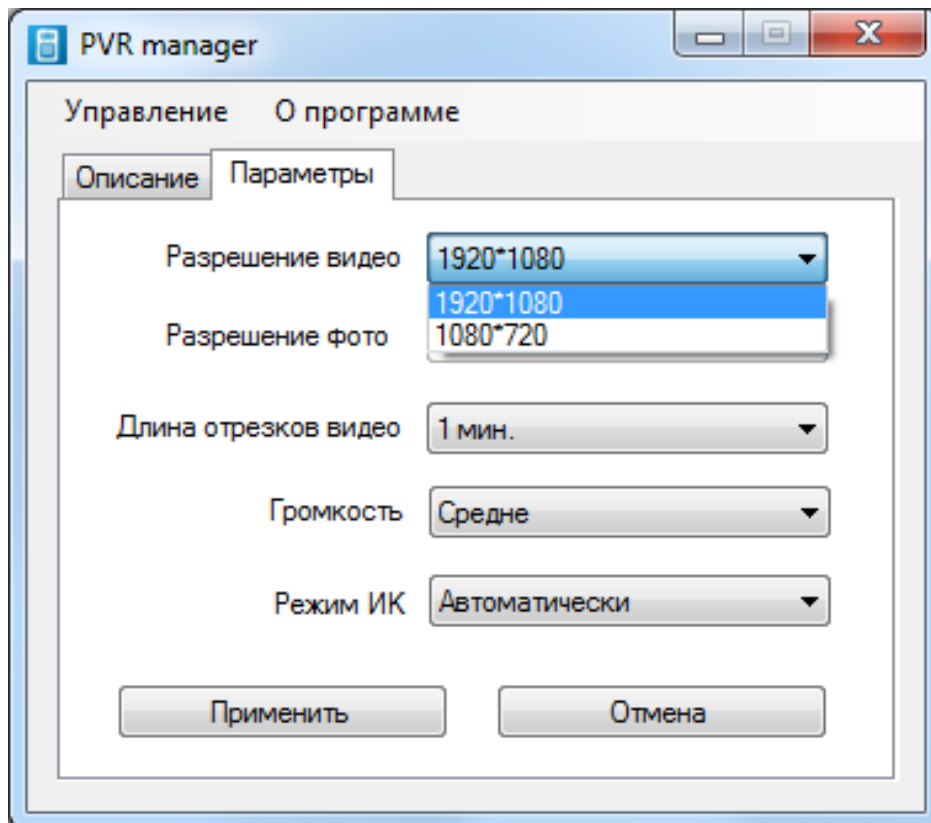 PVR manager
Управление О программе
Описание Параметры
Разрешение видео 1920*1080
1920*1080
Разрешение фото 1080*720
Длина отрезков видео 1 мин.
Громкость Средне
Режим ИК Автоматически
Применить Отмена